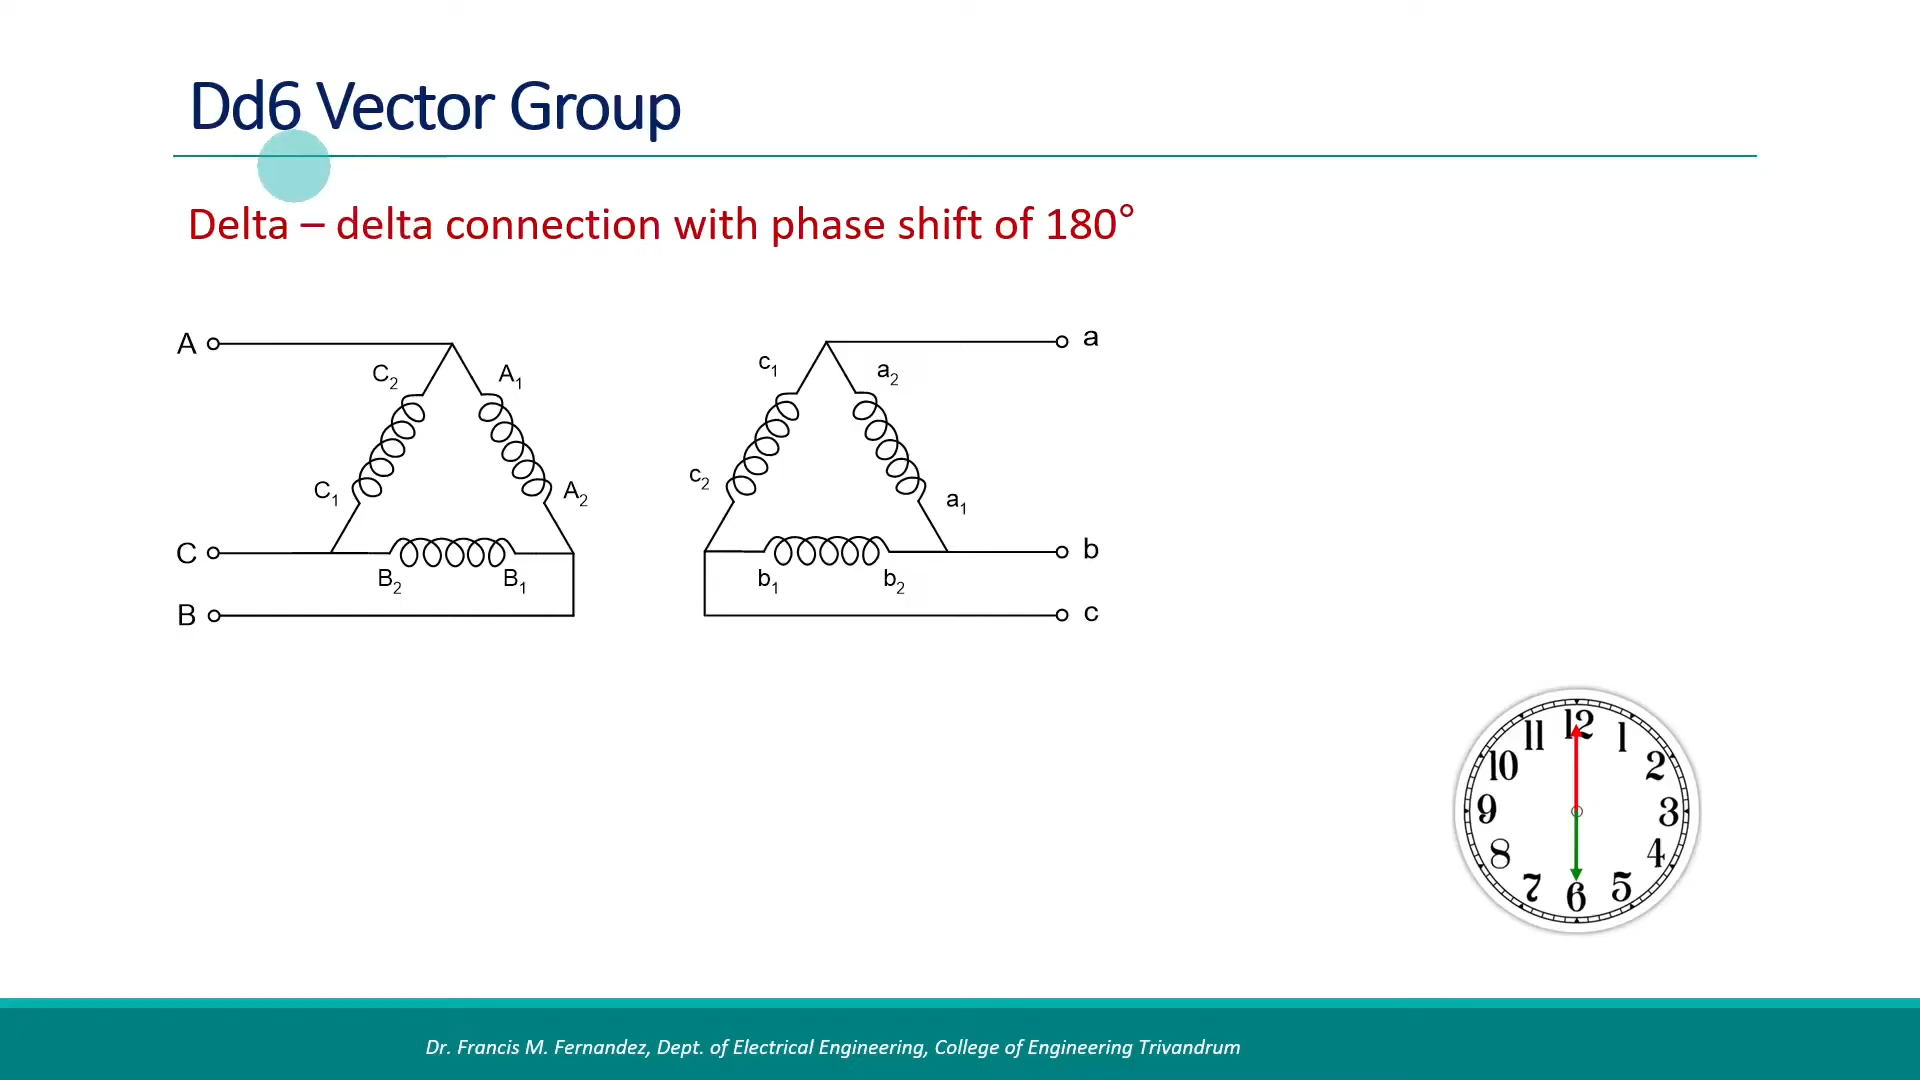 Dd6 Vector Group
Delta – delta connection with phase shift of 180°
A
C₂
A₁
C₁
A₂
C
B₂
B₁
B
c₁
a₂
a
c₂
a₁
b
b₁
b₂
c
12
11
1
10
2
9
3
8
4
7
5
6
Dr. Francis M. Fernandez, Dept. of Electrical Engineering, College of Engineering Trivandrum